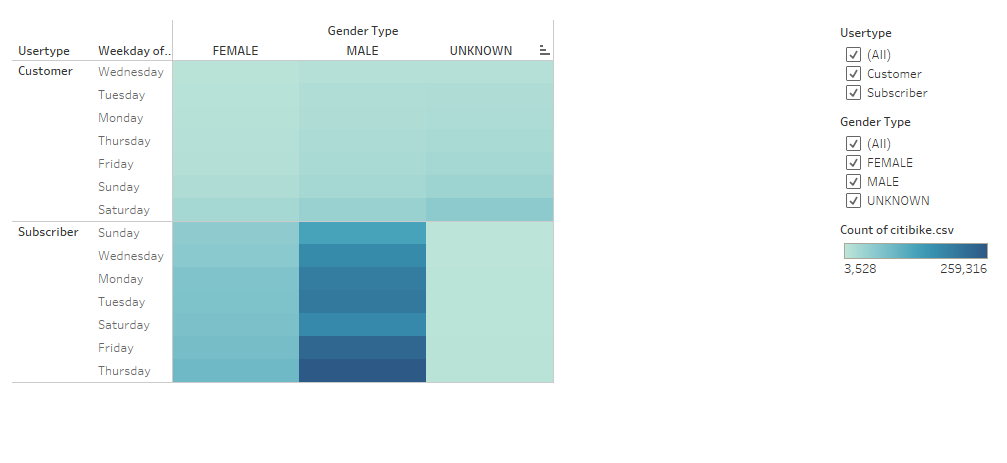 Gender Type
Usertype Weekday of.. FEMALE MALE UNKNOWN
Customer Wednesday
Tuesday
Monday
Thursday
Friday
Sunday
Saturday
Subscriber Sunday
Wednesday
Monday
Tuesday
Saturday
Friday
Thursday
Usertype
(All)
Customer
Subscriber
Gender Type
(All)
FEMALE
MALE
UNKNOWN
Count of citibike.csv
3,528 259,316